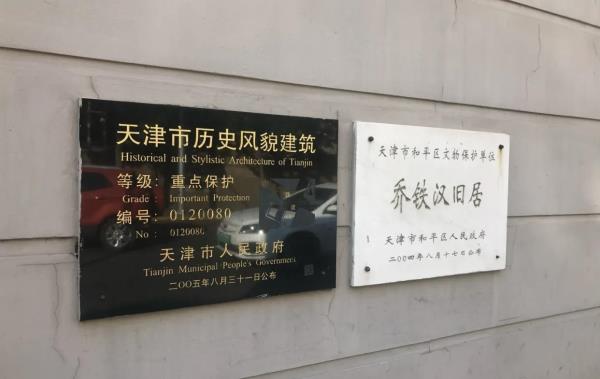 天津市历史风貌建筑
Historical and Stylistic Architecture of Tianjin
等级：重点保护
Grade : Important Protection
编号：0120080
No : 0120080
天津市人民政府
Tianjin Municipal People's Government
二〇〇五年八月三十一日公布
天津市和平区文物保护单位
乔铁汉旧居
天津市和平区人民政府
二〇〇四年八月十七日公布